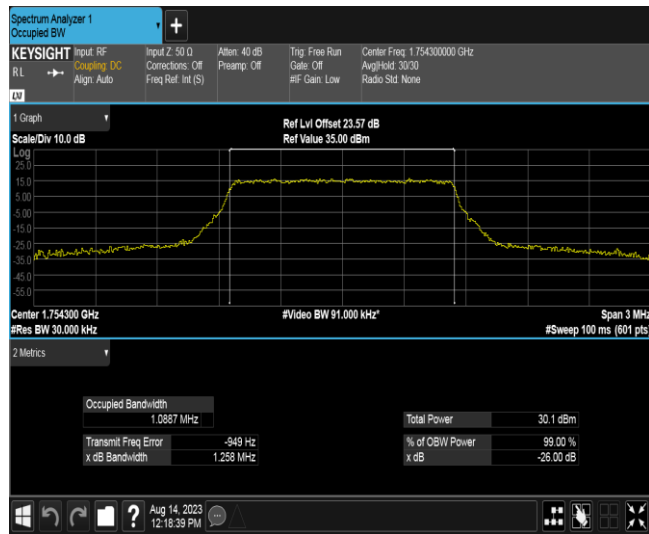 Spectrum Analyzer 1
Occupied BW
+
KEYSIGHT
RL
LXI
Input: RF
Coupling: DC
Align: Auto
Input Z: 50 Ω
Corrections: Off
Freq Ref: Int (S)
Atten: 40 dB
Preamp: Off
Trig: Free Run
Gate: Off
#IF Gain: Low
Center Freq: 1.754300000 GHz
Avg|Hold: 30/30
Radio Std: None
1 Graph
Scale/Div 10.0 dB
Ref Lvl Offset 23.57 dB
Ref Value 35.00 dBm
Log
25.0
15.0
5.00
-5.00
-15.0
-25.0
-35.0
-45.0
-55.0
Center 1.754300 GHz
#Res BW 30.000 kHz
#Video BW 91.000 kHz*
Span 3 MHz
#Sweep 100 ms (601 pts)
2 Metrics
Occupied Bandwidth
1.0887 MHz
Transmit Freq Error -949 Hz
x dB Bandwidth 1.258 MHz
Total Power 30.1 dBm
% of OBW Power 99.00 %
x dB -26.00 dB
?
Aug 14, 2023
12:18:39 PM